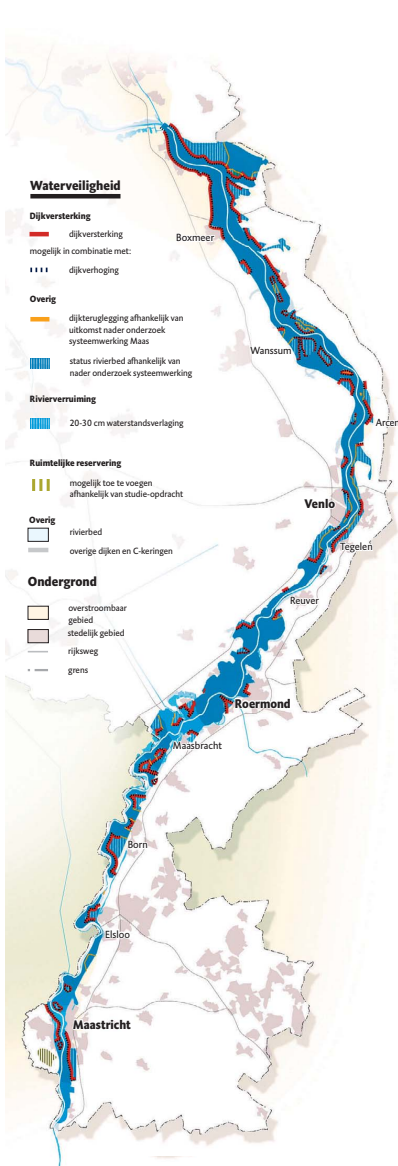 Waterveiligheid
Dijkversterking
dijkversterking
mogelijk in combinatie met:
dijkverhoging
Overig
dijkteruglegging afhankelijk van
uitkomst nader onderzoek
systeemwerking Maas
status rivierbed afhankelijk van
nader onderzoek systeemwerking
Rivierverruiming
20-30 cm waterstandsverlaging
Ruimtelijke reservering
mogelijk toe te voegen
afhankelijk van studie-opdracht
Overig
rivierbed
overige dijken en C-keringen
Ondergrond
overstroombaar
gebied
stedelijk gebied
rijksweg
grens
Boxmeer
Wanssum
Arcen
Venlo
Tegelen
Reuver
Roermond
Maasbracht
Born
Elsloo
Maastricht